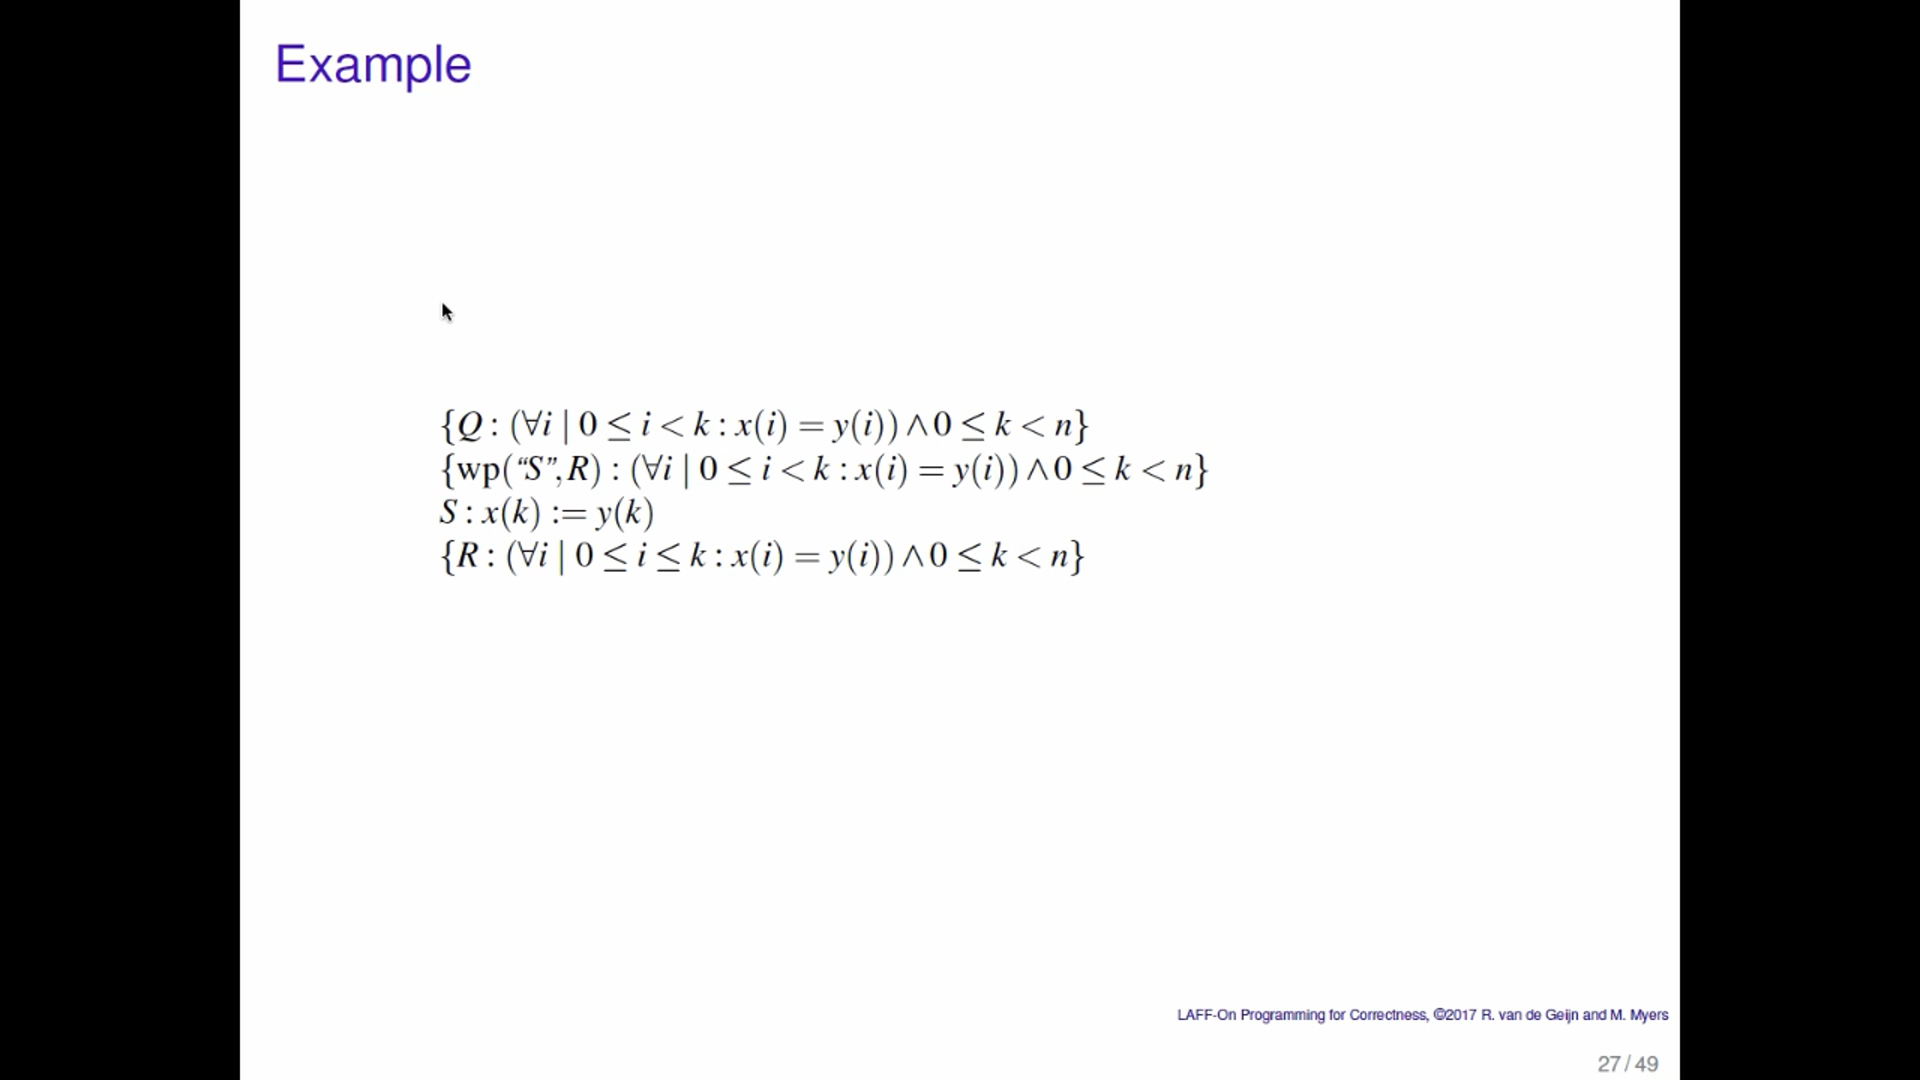 Example
{Q : (∀i | 0 ≤ i < k : x(i) = y(i)) ∧ 0 ≤ k < n}
{wp(“S”, R) : (∀i | 0 ≤ i < k : x(i) = y(i)) ∧ 0 ≤ k < n}
S : x(k) := y(k)
{R : (∀i | 0 ≤ i ≤ k : x(i) = y(i)) ∧ 0 ≤ k < n}
LAFF-On Programming for Correctness, ©2017 R. van de Geijn and M. Myers
27 / 49